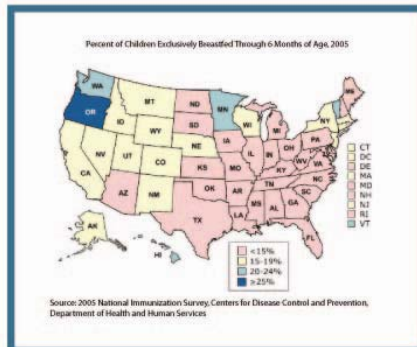 Percent of Children Exclusively Breastfed Through 6 Months of Age, 2005
WA
OR
MT
ND
MN
ID
SD
WI
MI
NY
ME
WY
NE
IA
NV
UT
CO
IL
IN
OH
PA
CA
KS
MO
KY
WV
VA
AZ
NM
OK
AR
TN
NC
SC
TX
LA
MS
AL
GA
FL
AK
HI
CT
DC
DE
MA
MD
NH
NJ
RI
VT
<15%
15-19%
20-24%
≥25%
Source: 2005 National Immunization Survey, Centers for Disease Control and Prevention,
Department of Health and Human Services